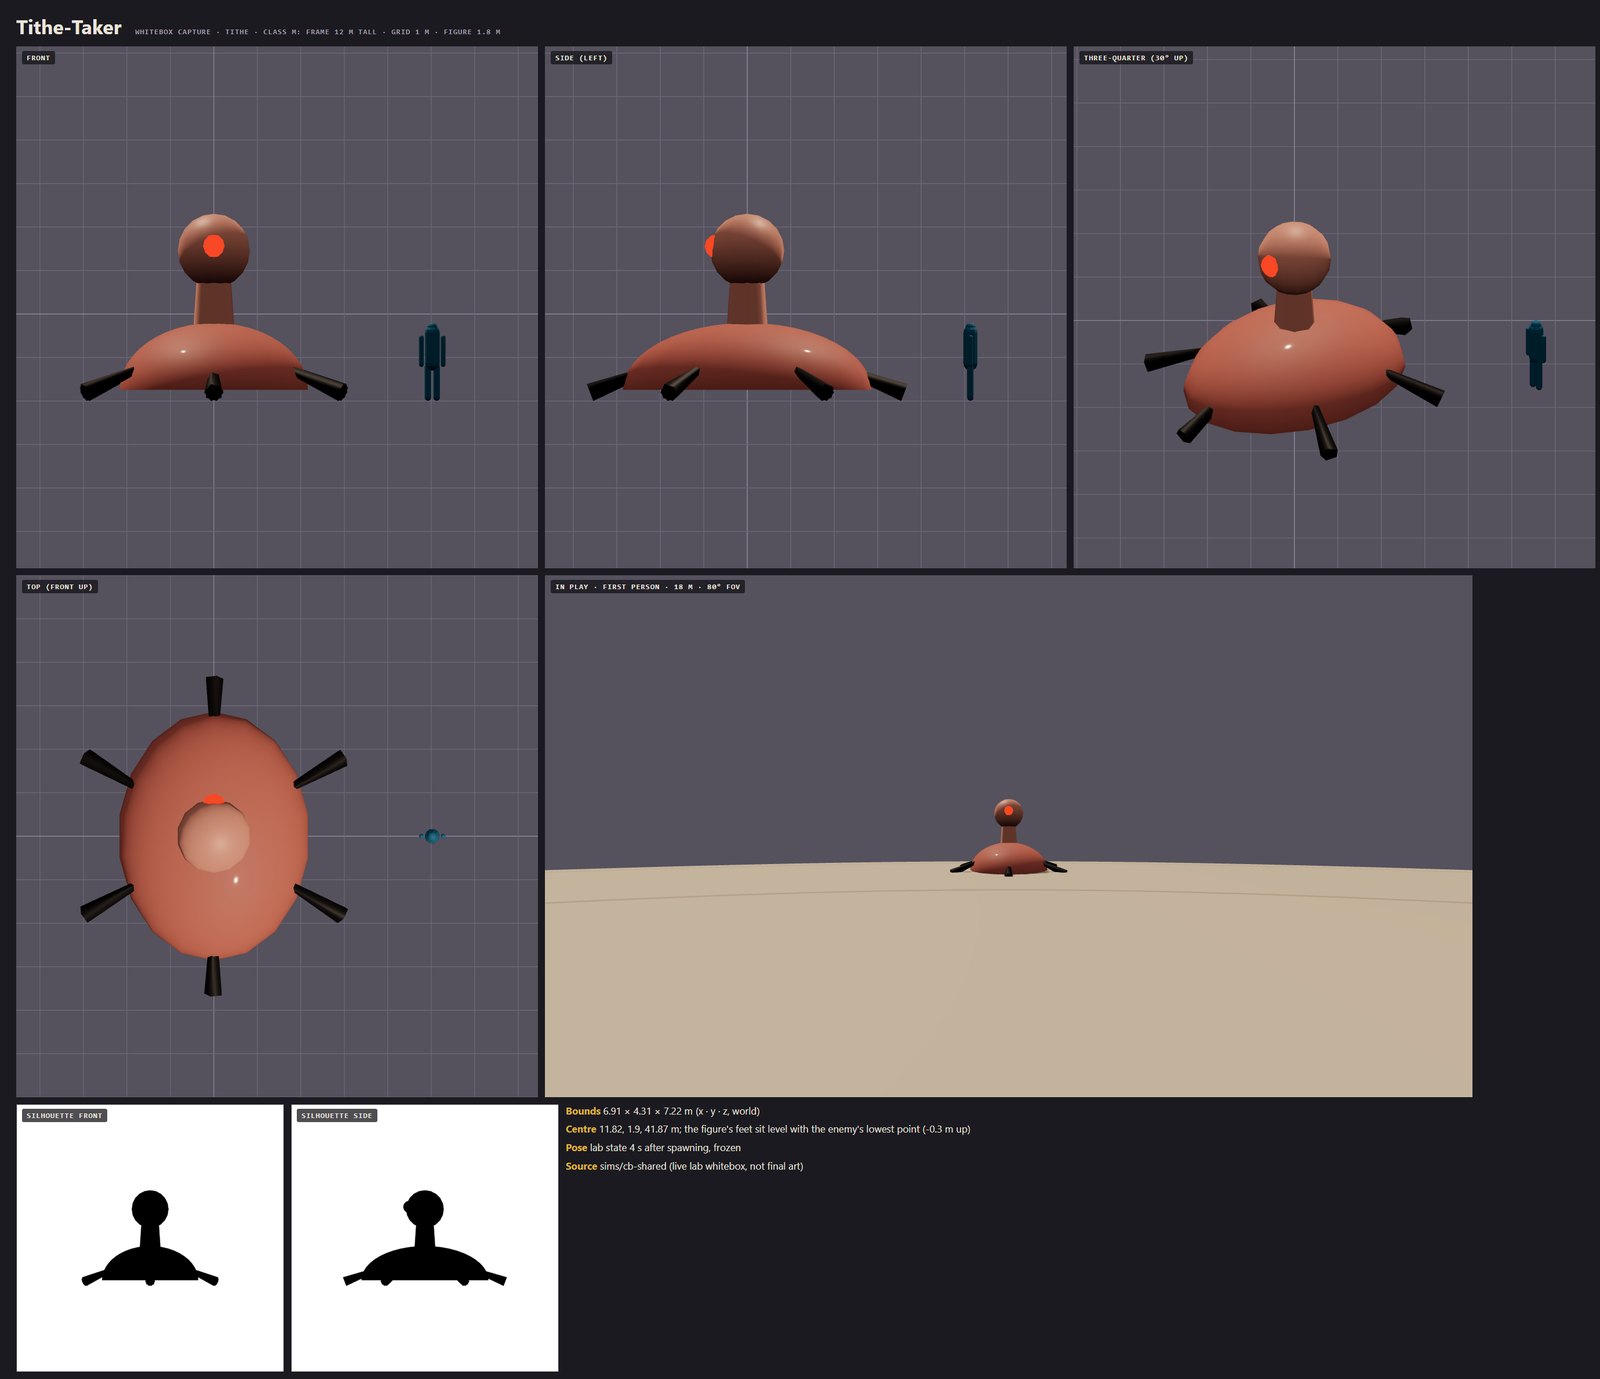 Tithe-Taker WHITEBOX CAPTURE · TITHE · CLASS M: FRAME 12 M TALL · GRID 1 M · FIGURE 1.8 M
FRONT
SIDE (LEFT)
THREE-QUARTER (30° UP)
TOP (FRONT UP)
IN PLAY · FIRST PERSON · 18 M · 80° FOV
SILHOUETTE FRONT
SILHOUETTE SIDE
Bounds 6.91 × 4.31 × 7.22 m (x · y · z, world)
Centre 11.82, 1.9, 41.87 m; the figure's feet sit level with the enemy's lowest point (-0.3 m up)
Pose lab state 4 s after spawning, frozen
Source sims/cb-shared (live lab whitebox, not final art)